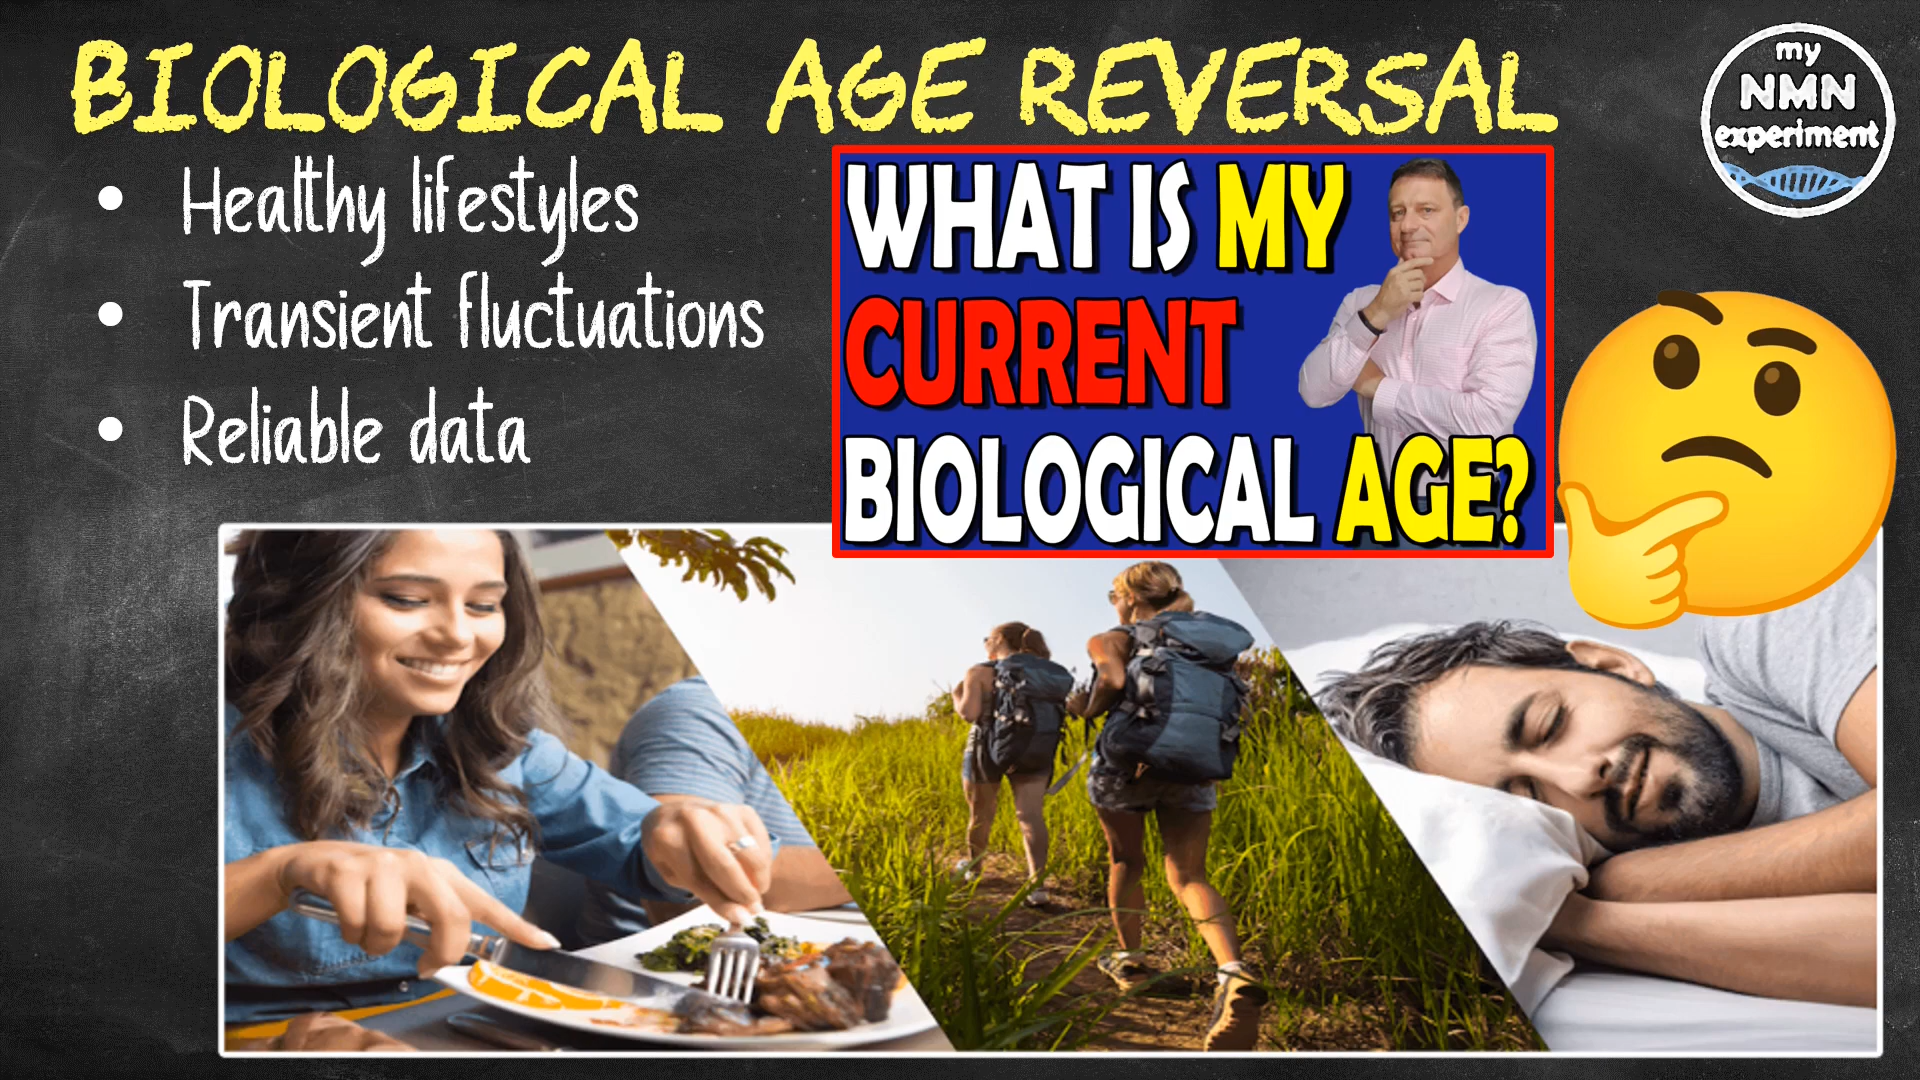 BIOLOGICAL AGE REVERSAL
• Healthy lifestyles
• Transient fluctuations
• Reliable data
WHAT IS MY
CURRENT
BIOLOGICAL AGE?
my
NMN
experiment